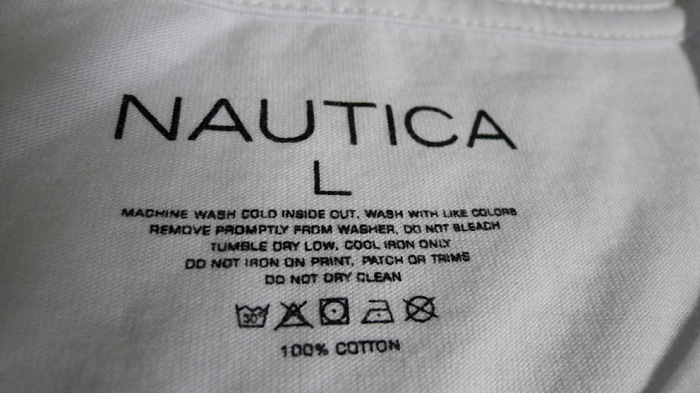 NAUTICA
L
MACHINE WASH COLD INSIDE OUT, WASH WITH LIKE COLORS
REMOVE PROMPTLY FROM WASHER, DO NOT BLEACH
TUMBLE DRY LOW, COOL IRON ONLY
DO NOT IRON ON PRINT, PATCH OR TRIMS
DO NOT DRY CLEAN
30°
100% COTTON